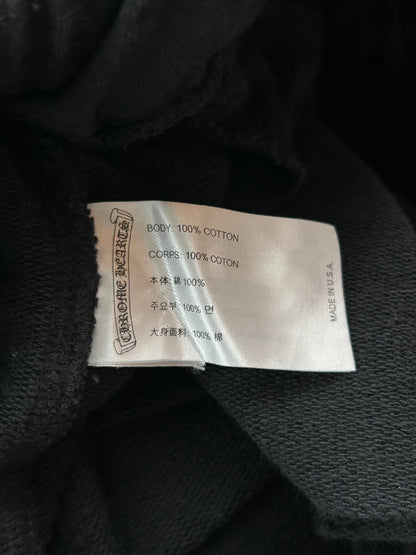 CHROME HEARTS
BODY: 100% COTTON
CORPS: 100% COTON
本体: 綿 100%
주요부: 100% 면
大身面料: 100% 棉
MADE IN U.S.A.